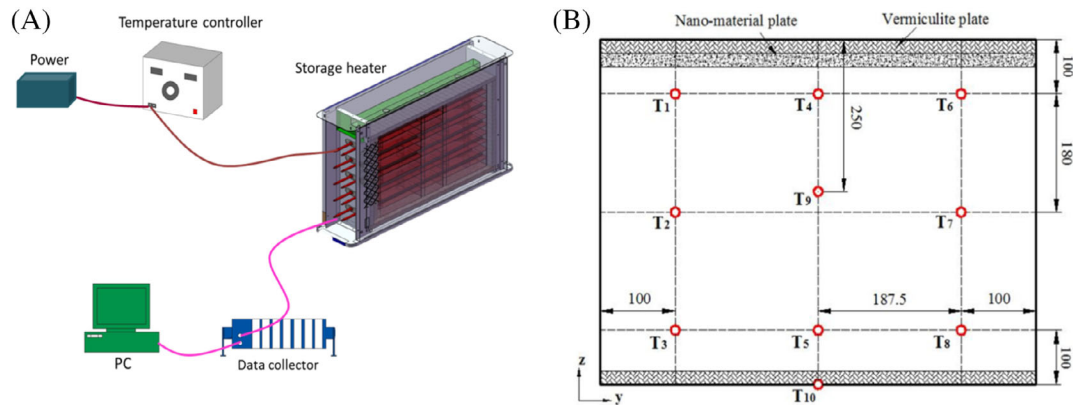 (A)
Temperature controller
Power
Storage heater
PC
Data collector
(B)
Nano-material plate
Vermiculite plate
100
T1
T4
T6
250
180
T9
T2
T7
100
187.5
100
T3
T5
T8
100
z
y
T10